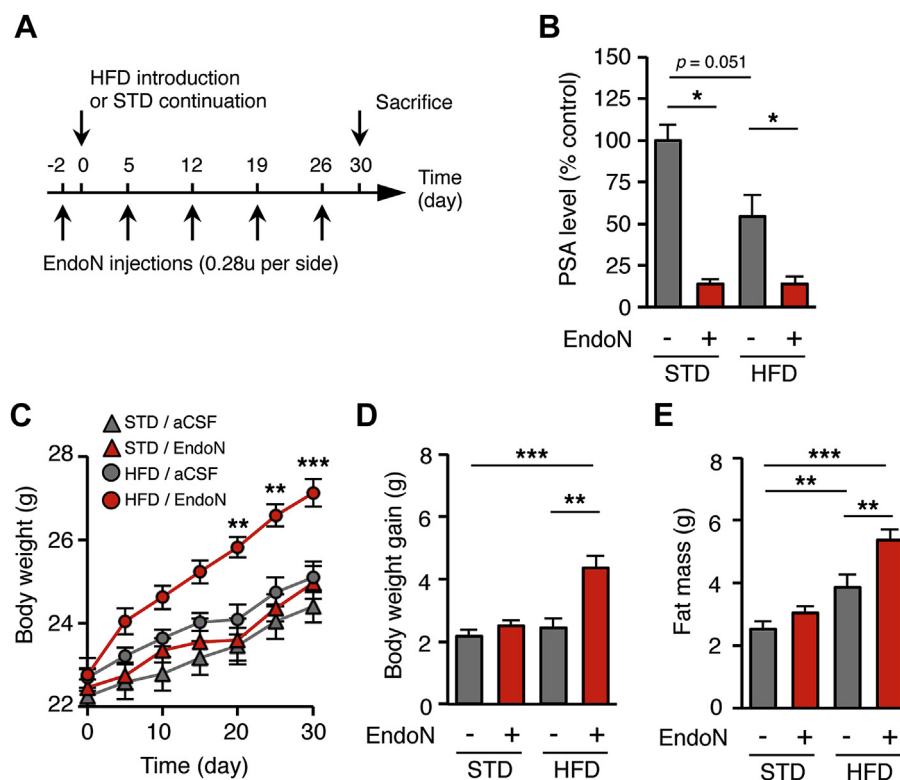 A
HFD introduction
or STD continuation
Sacrifice
-2 0 5 12 19 26 30
Time
(day)
EndoN injections (0.28u per side)
B
PSA level (% control)
150
125
100
75
50
25
0
p = 0.051
*
*
EndoN - + - +
STD HFD
C
STD / aCSF
STD / EndoN
HFD / aCSF
HFD / EndoN
Body weight (g)
28
26
24
22
** ** ***
0 10 20 30
Time (day)
D
Body weight gain (g)
8
6
4
2
0
***
**
EndoN - + - +
STD HFD
E
Fat mass (g)
8
6
4
2
0
***
**
**
EndoN - + - +
STD HFD